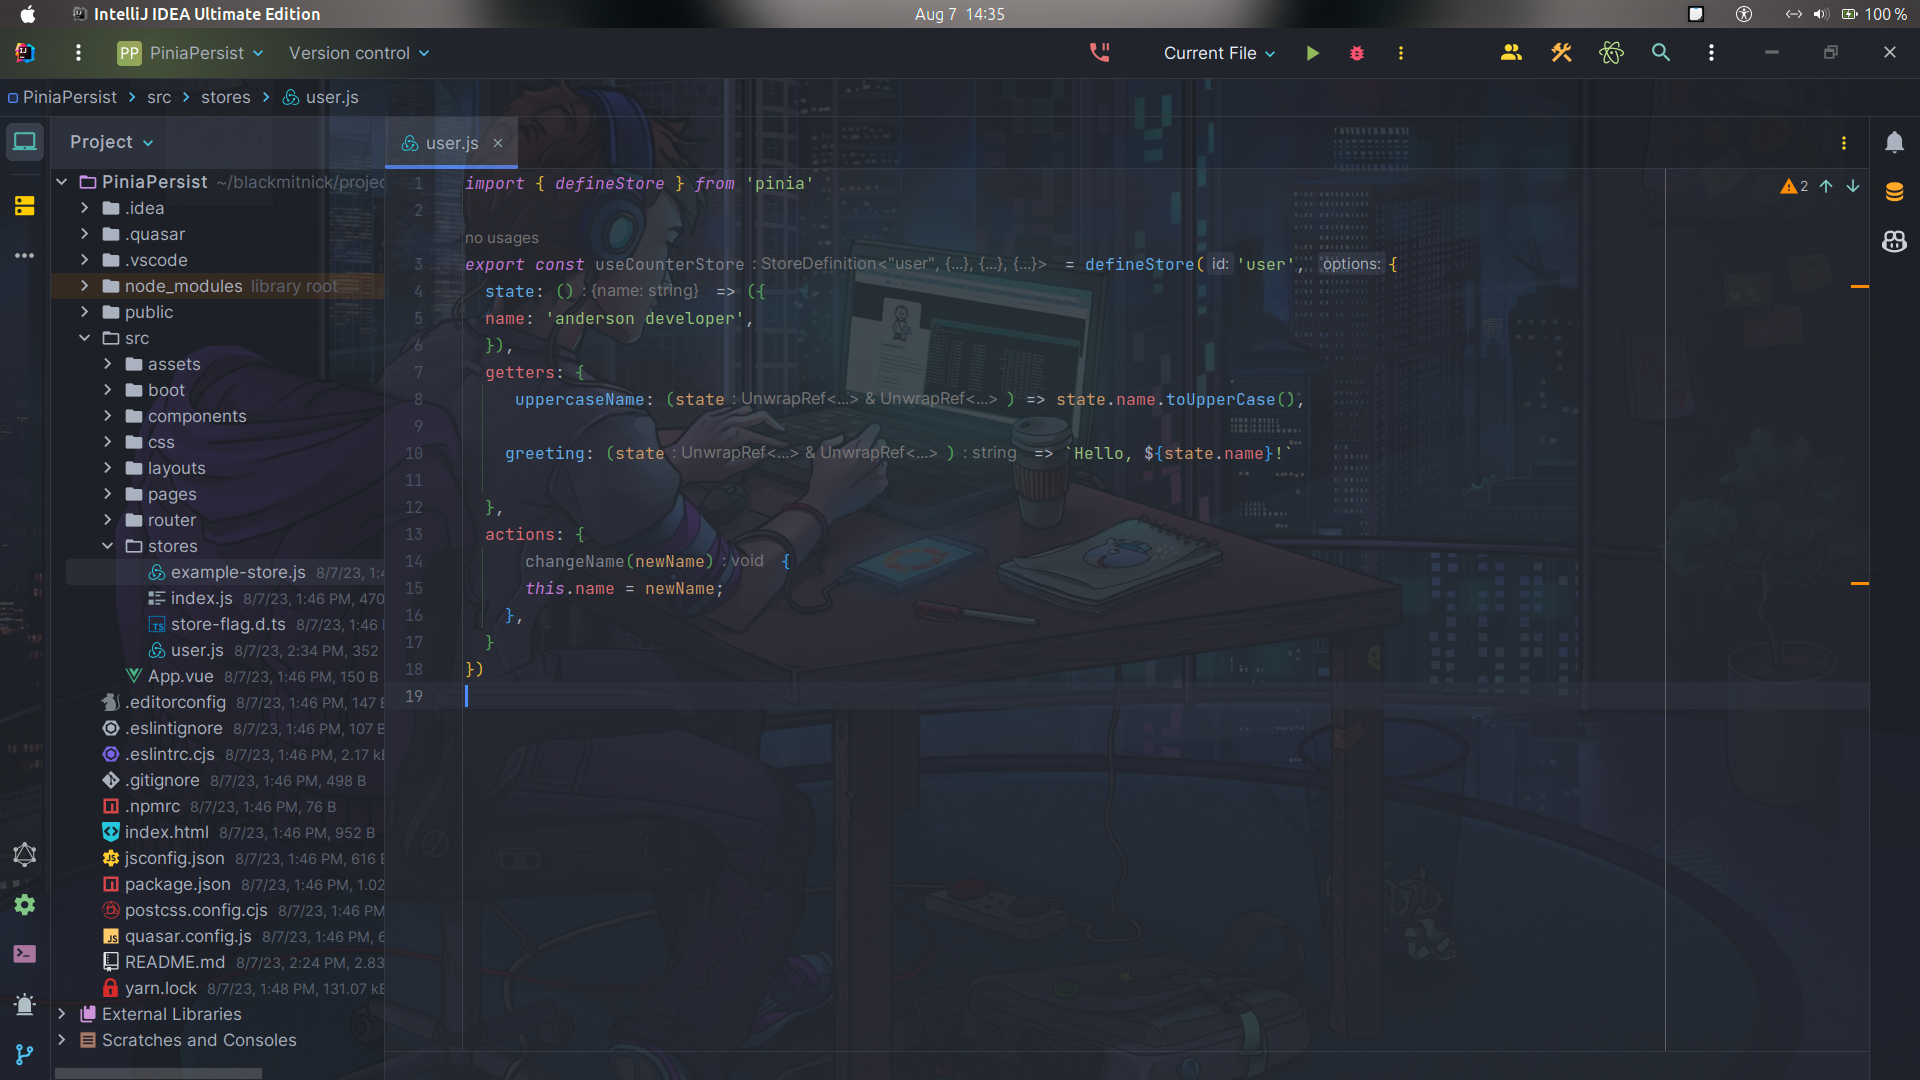 IntelliJ IDEA Ultimate Edition
Aug 7 14:35
100 %
PP PiniaPersist
Version control
Current File
PiniaPersist > src > stores > user.js
Project
user.js
PiniaPersist ~/blackmitnick/projec
.idea
.quasar
.vscode
node_modules library root
public
src
assets
boot
components
css
layouts
pages
router
stores
example-store.js 8/7/23, 1:4
index.js 8/7/23, 1:46 PM, 470
store-flag.d.ts 8/7/23, 1:46
user.js 8/7/23, 2:34 PM, 352
App.vue 8/7/23, 1:46 PM, 150 B
.editorconfig 8/7/23, 1:46 PM, 147 B
.eslintignore 8/7/23, 1:46 PM, 107 B
.eslintrc.cjs 8/7/23, 1:46 PM, 2.17 kB
.gitignore 8/7/23, 1:46 PM, 498 B
.npmrc 8/7/23, 1:46 PM, 76 B
index.html 8/7/23, 1:46 PM, 952 B
jsconfig.json 8/7/23, 1:46 PM, 616 B
package.json 8/7/23, 1:46 PM, 1.02
postcss.config.cjs 8/7/23, 1:46 PM
quasar.config.js 8/7/23, 1:46 PM, 6
README.md 8/7/23, 2:24 PM, 2.83
yarn.lock 8/7/23, 1:48 PM, 131.07 kB
External Libraries
Scratches and Consoles
2
1 import { defineStore } from 'pinia'
2
no usages
3 export const useCounterStore : StoreDefinition<"user", {...}, {...}, {...}> = defineStore( id: 'user', options: {
4 state: () : {name: string} => ({
5 name: 'anderson developer',
6 }),
7 getters: {
8 uppercaseName: (state : UnwrapRef<...> & UnwrapRef<...> ) => state.name.toUpperCase(),
9
10 greeting: (state : UnwrapRef<...> & UnwrapRef<...> ) : string => `Hello, ${state.name}!`
11
12 },
13 actions: {
14 changeName(newName) : void {
15 this.name = newName;
16 },
17 }
18 })
19